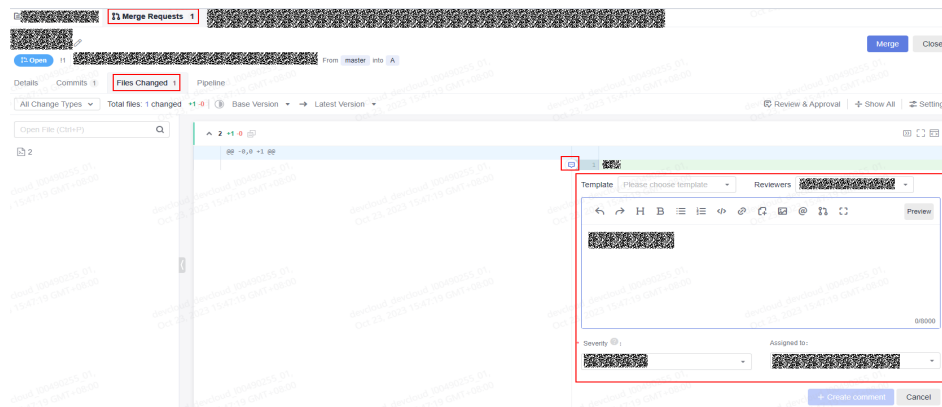 Merge Requests 1
Merge Close
Open !1 From master into A
Details Commits 1 Files Changed 1 Pipeline
All Change Types Total files: 1 changed +1 -0 Base Version → Latest Version Review & Approval Show All Setting
Open File (Ctrl+P) 2 +1 -0
2 @@ -0,0 +1 @@
1
Template Please choose template Reviewers
H B </> @ Preview
0/8000
Severity : Assigned to:
+ Create comment Cancel